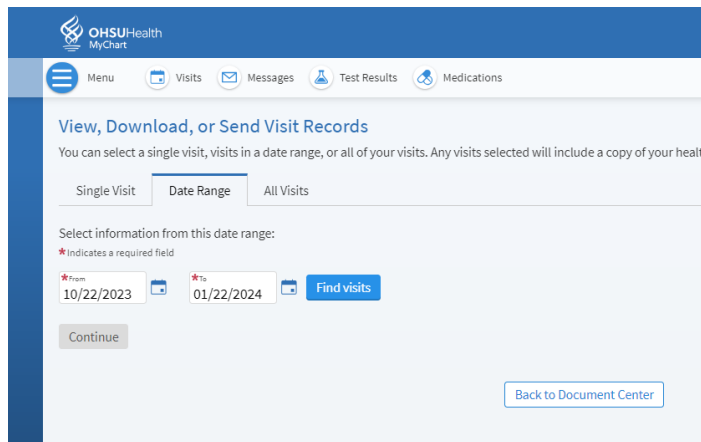 OHSUHealth
MyChart
Menu Visits Messages Test Results Medications
View, Download, or Send Visit Records
You can select a single visit, visits in a date range, or all of your visits. Any visits selected will include a copy of your
Single Visit Date Range All Visits
Select information from this date range:
*Indicates a required field
*From *To
10/22/2023 01/22/2024 Find visits
Continue
Back to Document Center